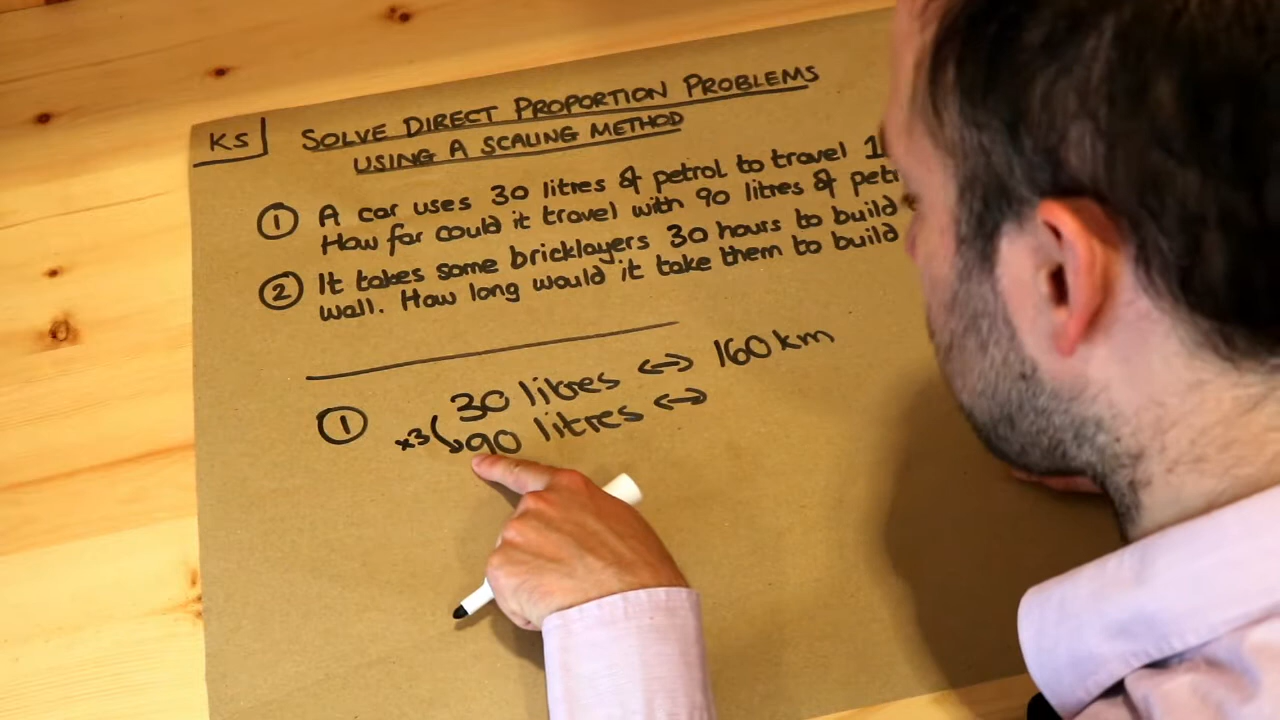 KS
SOLVE DIRECT PROPORTION PROBLEMS
USING A SCALING METHOD
① A car uses 30 litres of petrol to travel
How far could it travel with 90 litres of
② It takes some bricklayers 30 hours to build
wall. How long would it take them to build
① 30 litres ↔ 160 km
×3 90 litres ↔